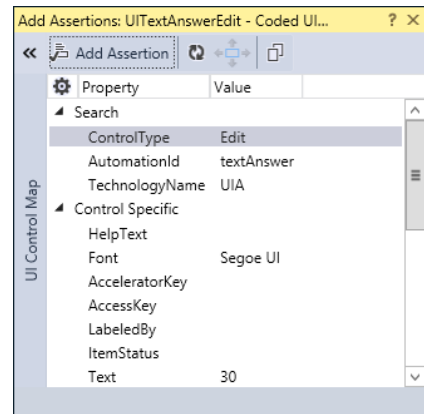 Add Assertions: UITextAnswerEdit - Coded UI... ? ×
« Add Assertion
Property Value
Search
ControlType Edit
AutomationId textAnswer
TechnologyName UIA
Control Specific
HelpText
Font Segoe UI
AcceleratorKey
AccessKey
LabeledBy
ItemStatus
Text 30
UI Control Map